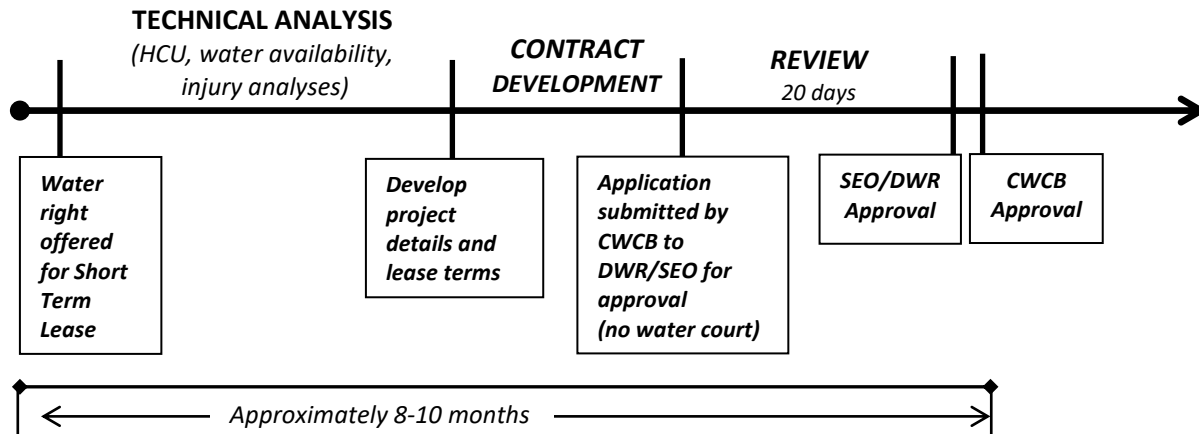 TECHNICAL ANALYSIS
(HCU, water availability,
injury analyses)
CONTRACT
DEVELOPMENT
REVIEW
20 days
Water
right
offered
for Short
Term
Lease
Develop
project
details and
lease terms
Application
submitted by
CWCB to
DWR/SEO for
approval
(no water court)
SEO/DWR
Approval
CWCB
Approval
Approximately 8-10 months